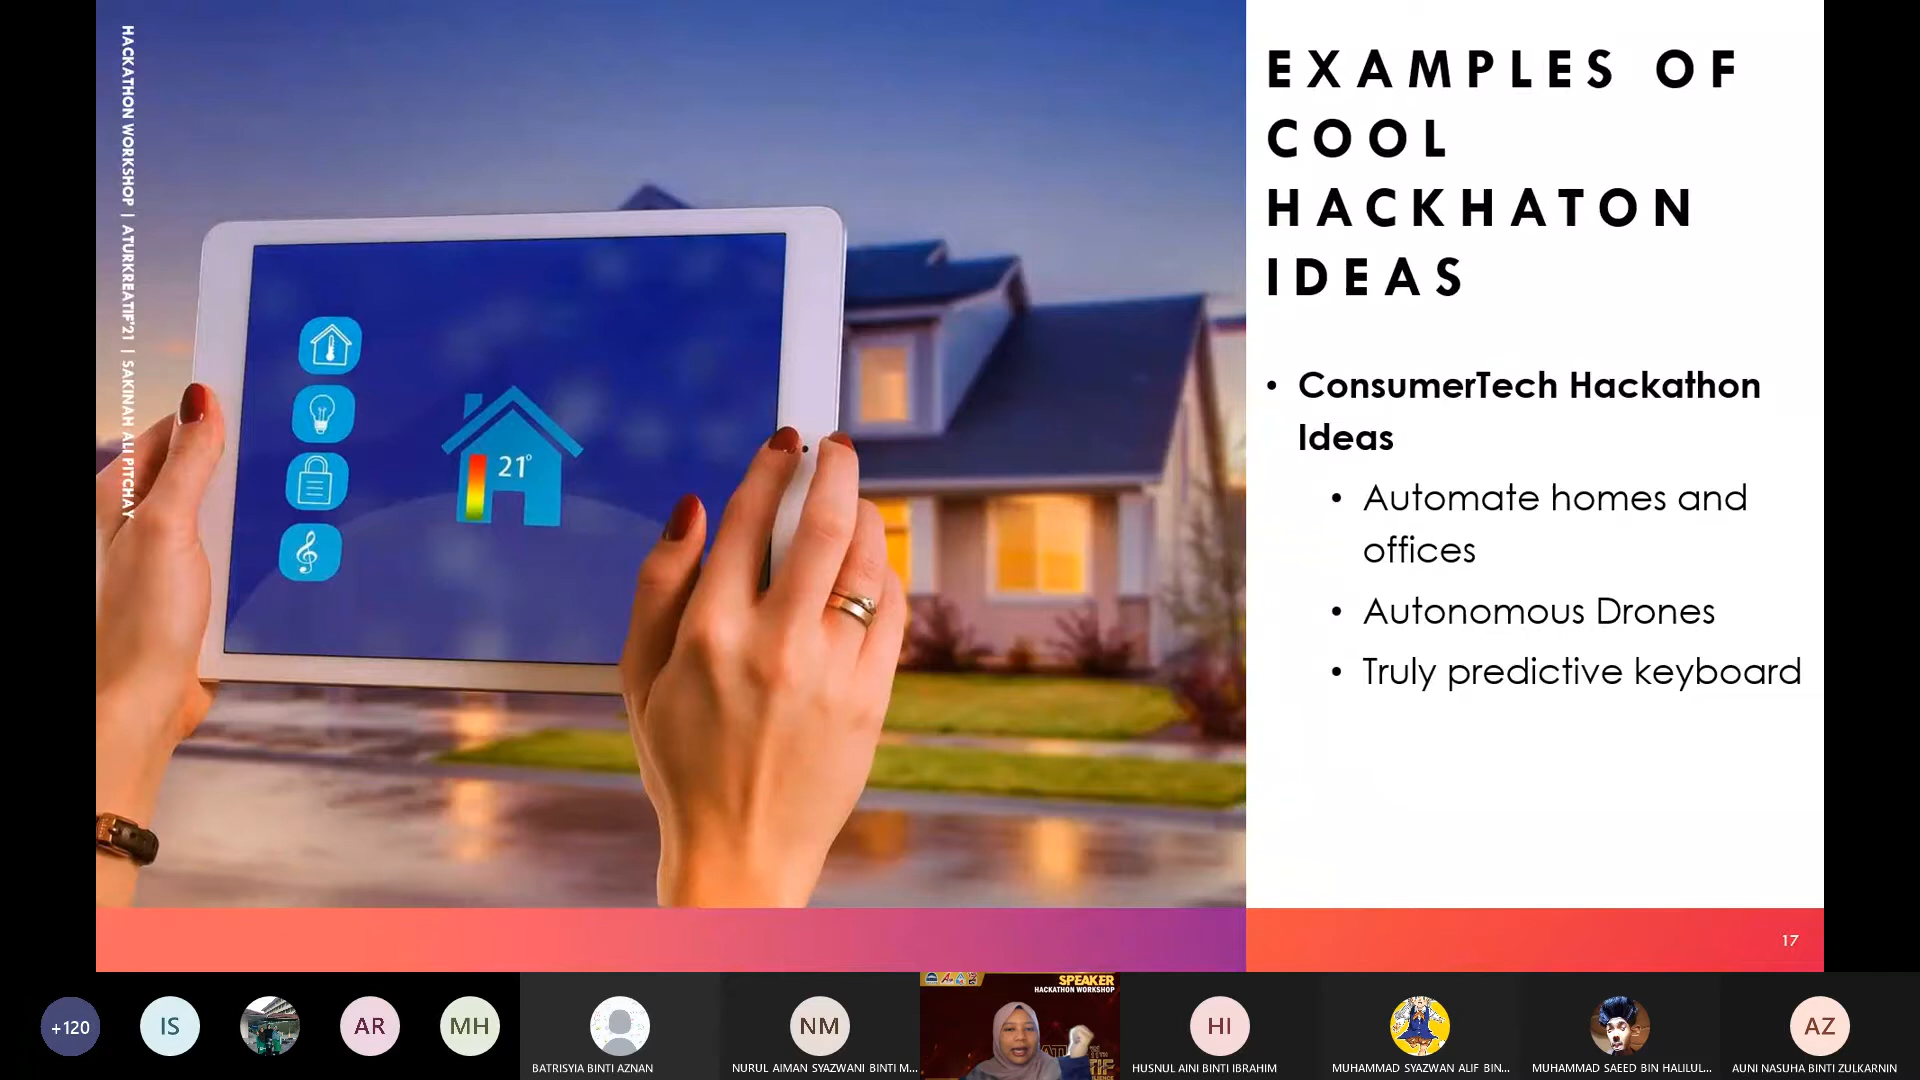 HACKATHON WORKSHOP | ATURKREATIF'21 | SAKINAH ALI PITCHAY
21°
EXAMPLES OF
COOL
HACKHATON
IDEAS
• ConsumerTech Hackathon
Ideas
• Automate homes and
offices
• Autonomous Drones
• Truly predictive keyboard
17
+120
IS
AR
MH
BATRISYIA BINTI AZNAN
NM
NURUL AIMAN SYAZWANI BINTI M...
SPEAKER
HACKATHON WORKSHOP
HI
HUSNUL AINI BINTI IBRAHIM
MUHAMMAD SYAZWAN ALIF BIN...
MUHAMMAD SAEED BIN HALILUL...
AZ
AUNI NASUHA BINTI ZULKARNIN